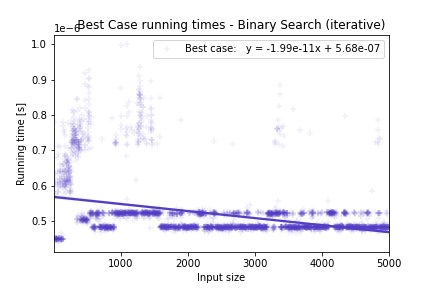 Best Case running times - Binary Search (iterative)
1e-6
Best case:   y = -1.99e-11x + 5.68e-07
1.0
0.9
0.8
0.7
0.6
0.5
Running time [s]
1000 2000 3000 4000 5000
Input size